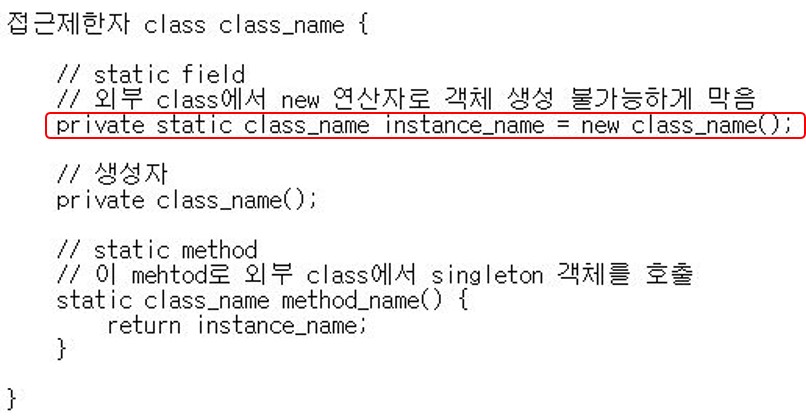 접근제한자 class class_name {
// static field
// 외부 class에서 new 연산자로 객체 생성 불가능하게 막음
private static class_name instance_name = new class_name();
// 생성자
private class_name();
// static method
// 이 mehtod로 외부 class에서 singleton 객체를 호출
static class_name method_name() {
return instance_name;
}
}